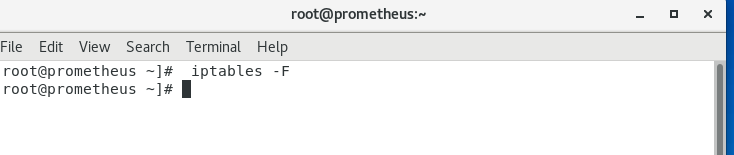 root@prometheus:~
File Edit View Search Terminal Help
root@prometheus ~]#  iptables -F
root@prometheus ~]#